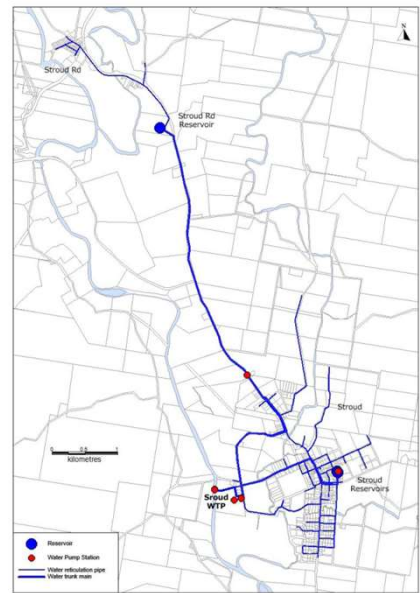 N
Stroud Rd
Stroud Rd
Reservoir
Stroud
Stroud
Reservoirs
Sroud
WTP
0 0.5 1
kilometres
Reservoir
Water Pump Station
Water reticulation pipe
Water trunk main